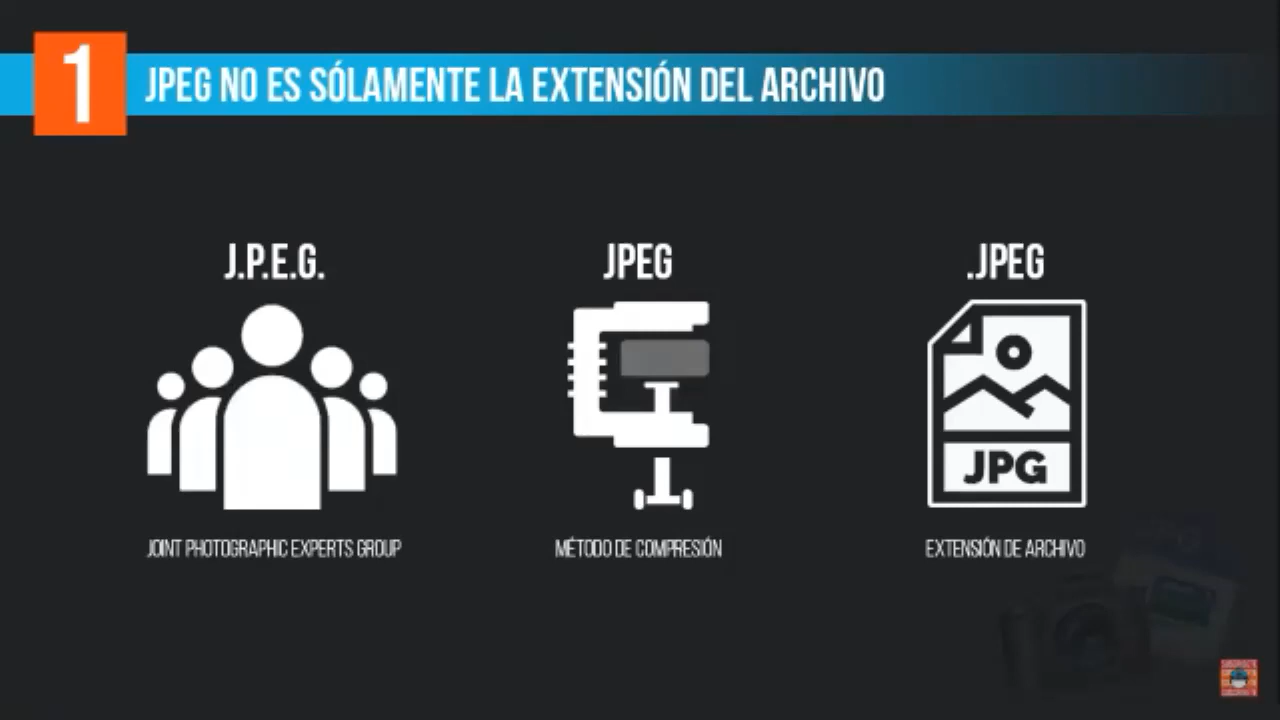 1
JPEG NO ES SÓLAMENTE LA EXTENSIÓN DEL ARCHIVO
J.P.E.G.
JPEG
.JPEG
JPG
JOINT PHOTOGRAPHIC EXPERTS GROUP
MÉTODO DE COMPRESIÓN
EXTENSIÓN DE ARCHIVO